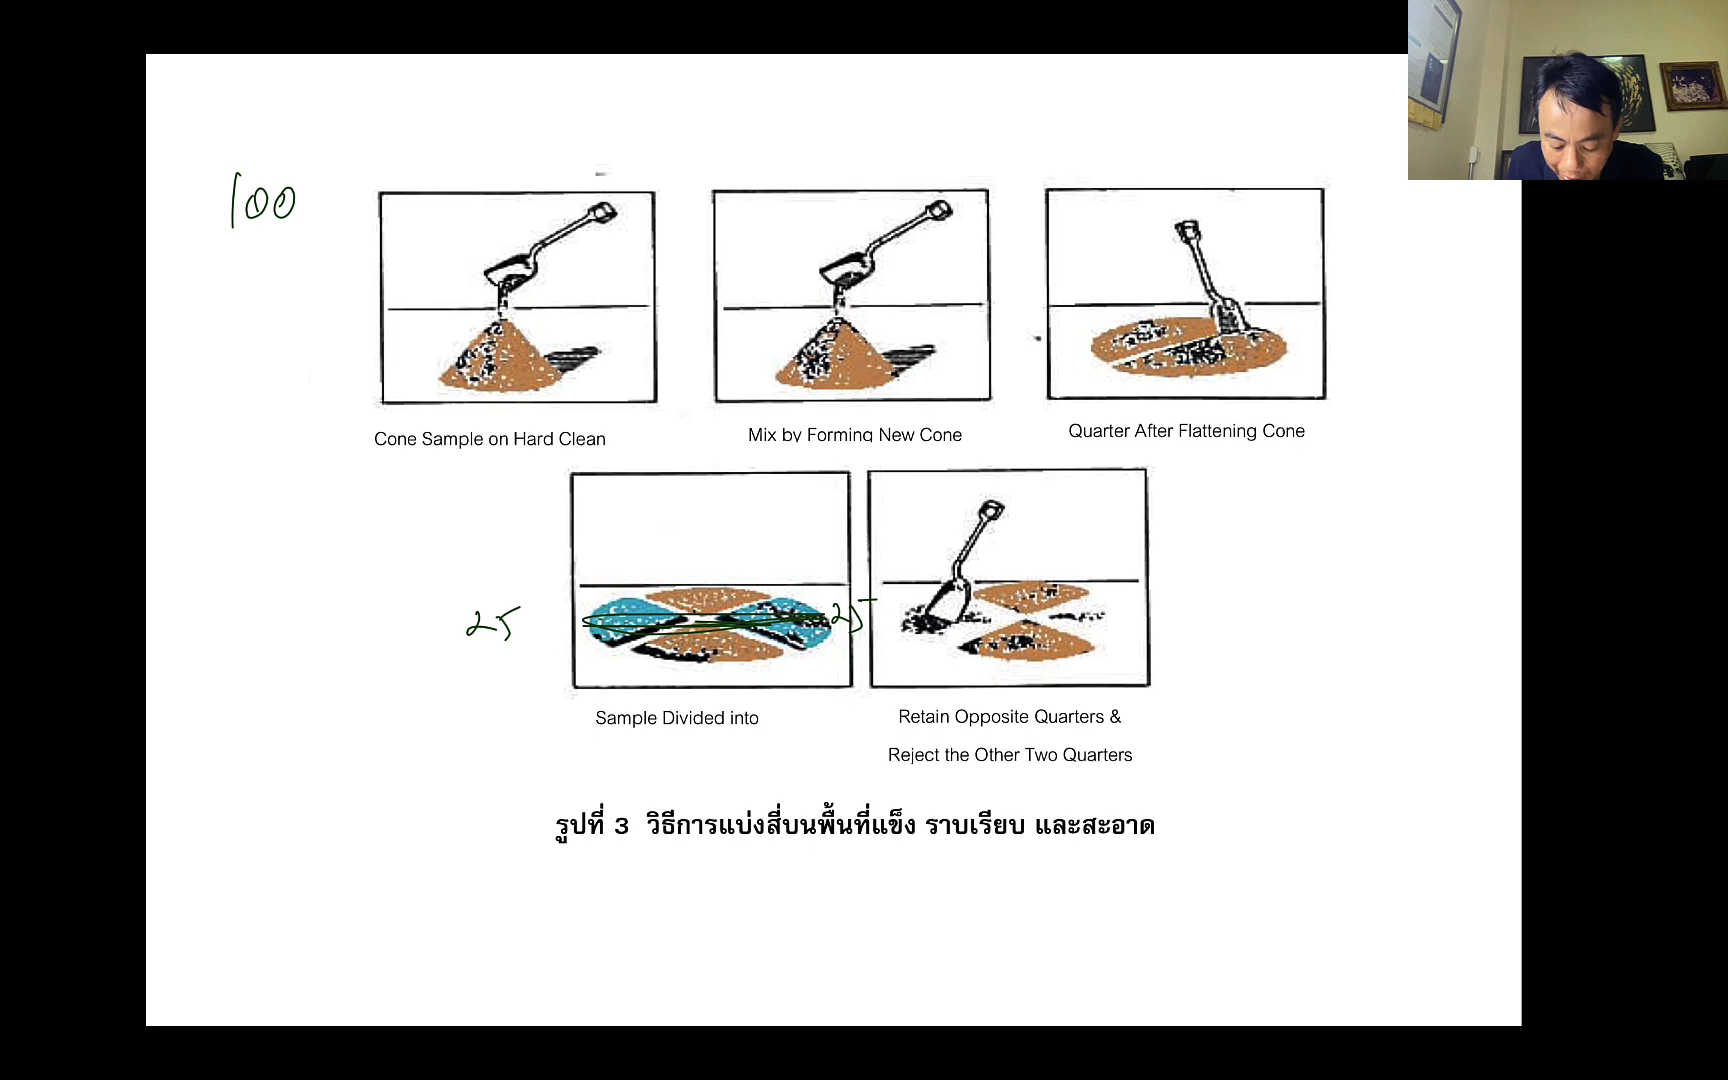 100
Cone Sample on Hard Clean
Mix by Forming New Cone
Quarter After Flattening Cone
25
25
Sample Divided into
Retain Opposite Quarters &
Reject the Other Two Quarters
รูปที่ 3 วิธีการแบ่งสี่บนพื้นที่แข็ง ราบเรียบ และสะอาด